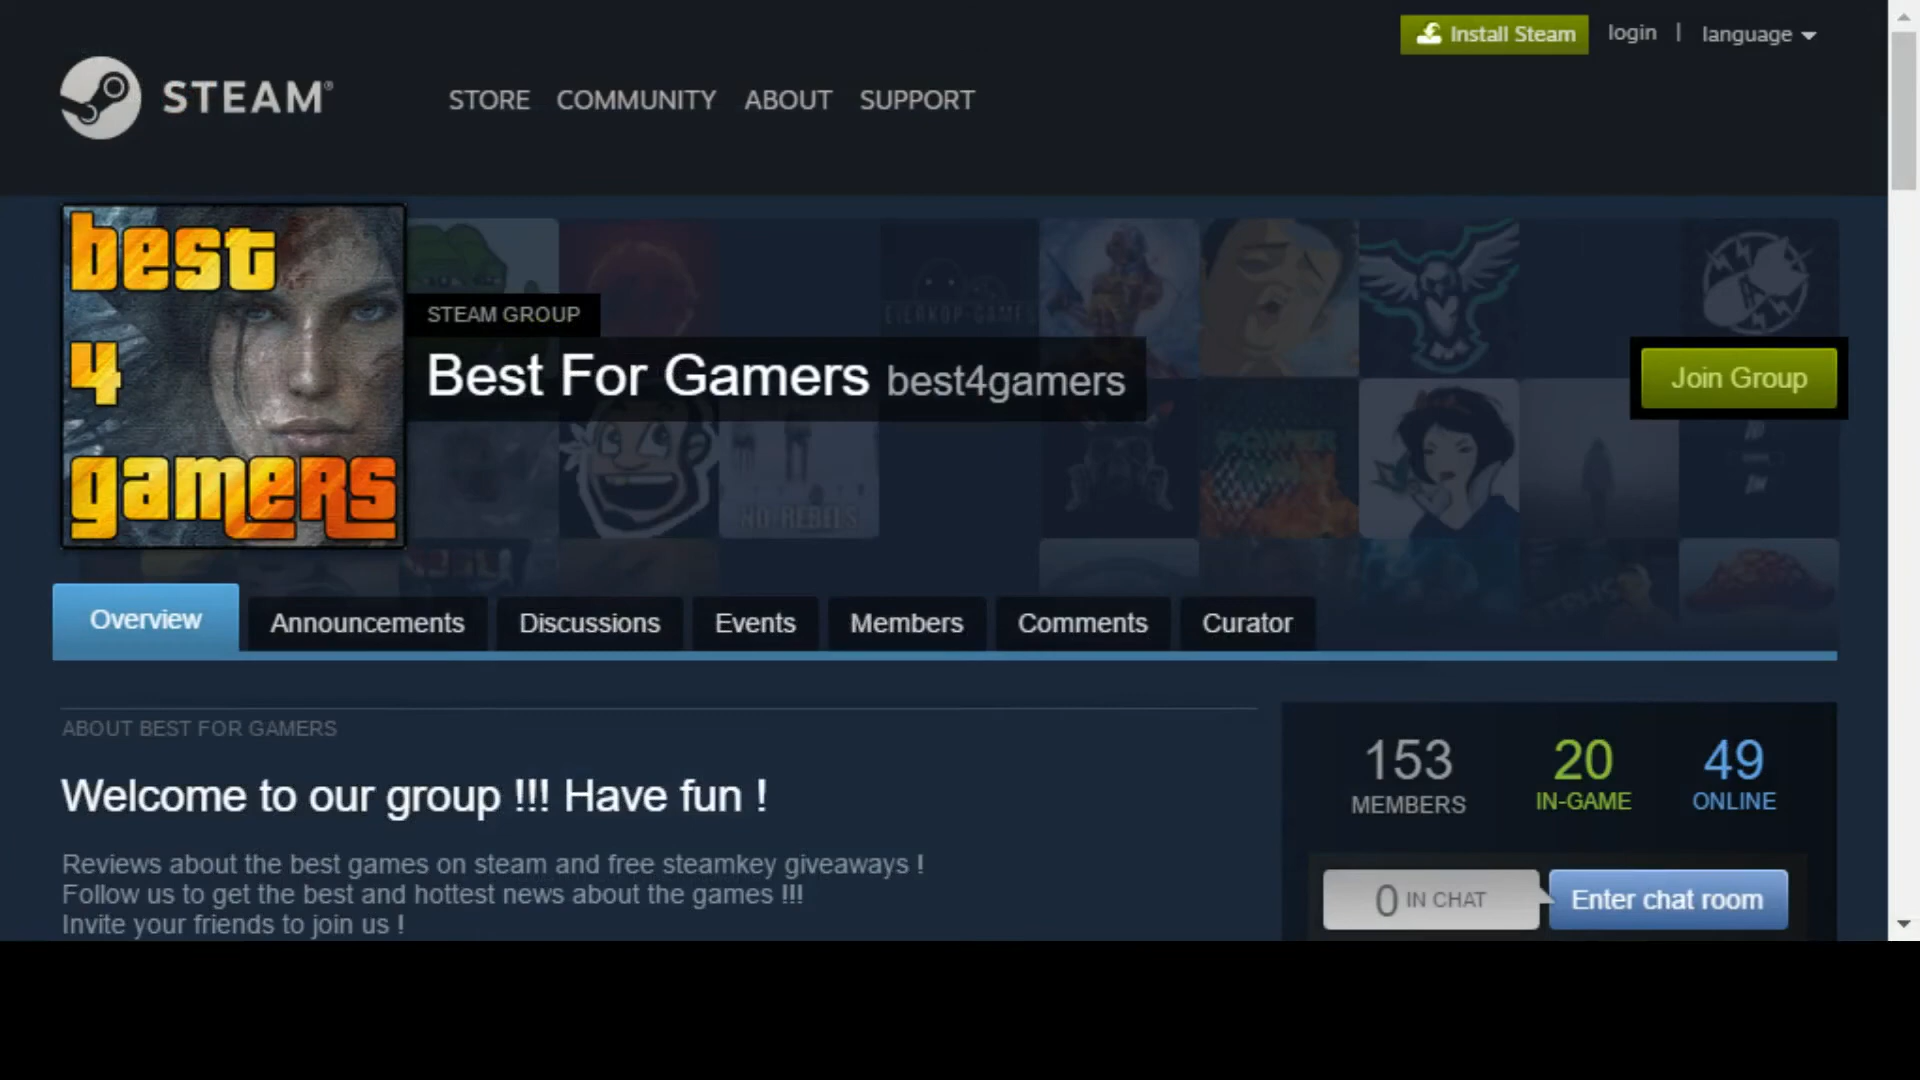 Install Steam login | language
STEAM®
STORE COMMUNITY ABOUT SUPPORT
best
4
gamers
STEAM GROUP
Best For Gamers best4gamers
Join Group
NO-REBELS
Overview Announcements Discussions Events Members Comments Curator
ABOUT BEST FOR GAMERS
Welcome to our group !!! Have fun !
Reviews about the best games on steam and free steamkey giveaways !
Follow us to get the best and hottest news about the games !!!
Invite your friends to join us !
153 20 49
MEMBERS IN-GAME ONLINE
0 IN CHAT Enter chat room